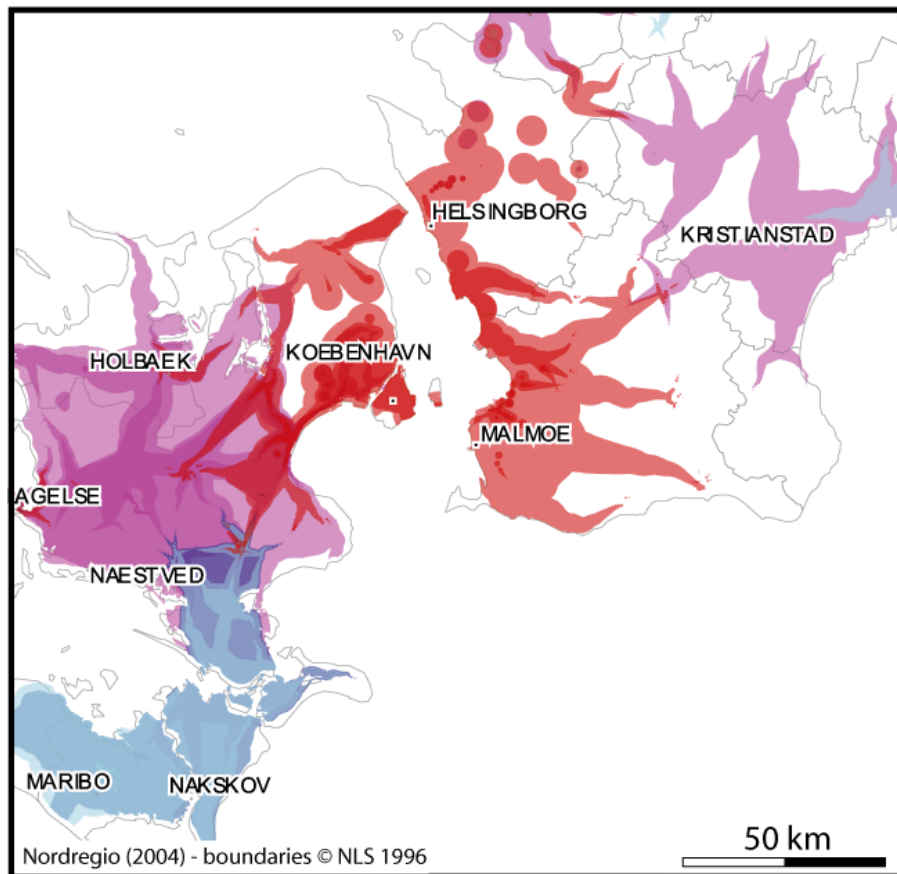 HELSINGBORG
KRISTIANSTAD
KOEBENHAVN
HOLBAEK
MALMOE
AGELSE
NAESTVED
MARIBO
NAKSKOV
50 km
Nordregio (2004) - boundaries © NLS 1996